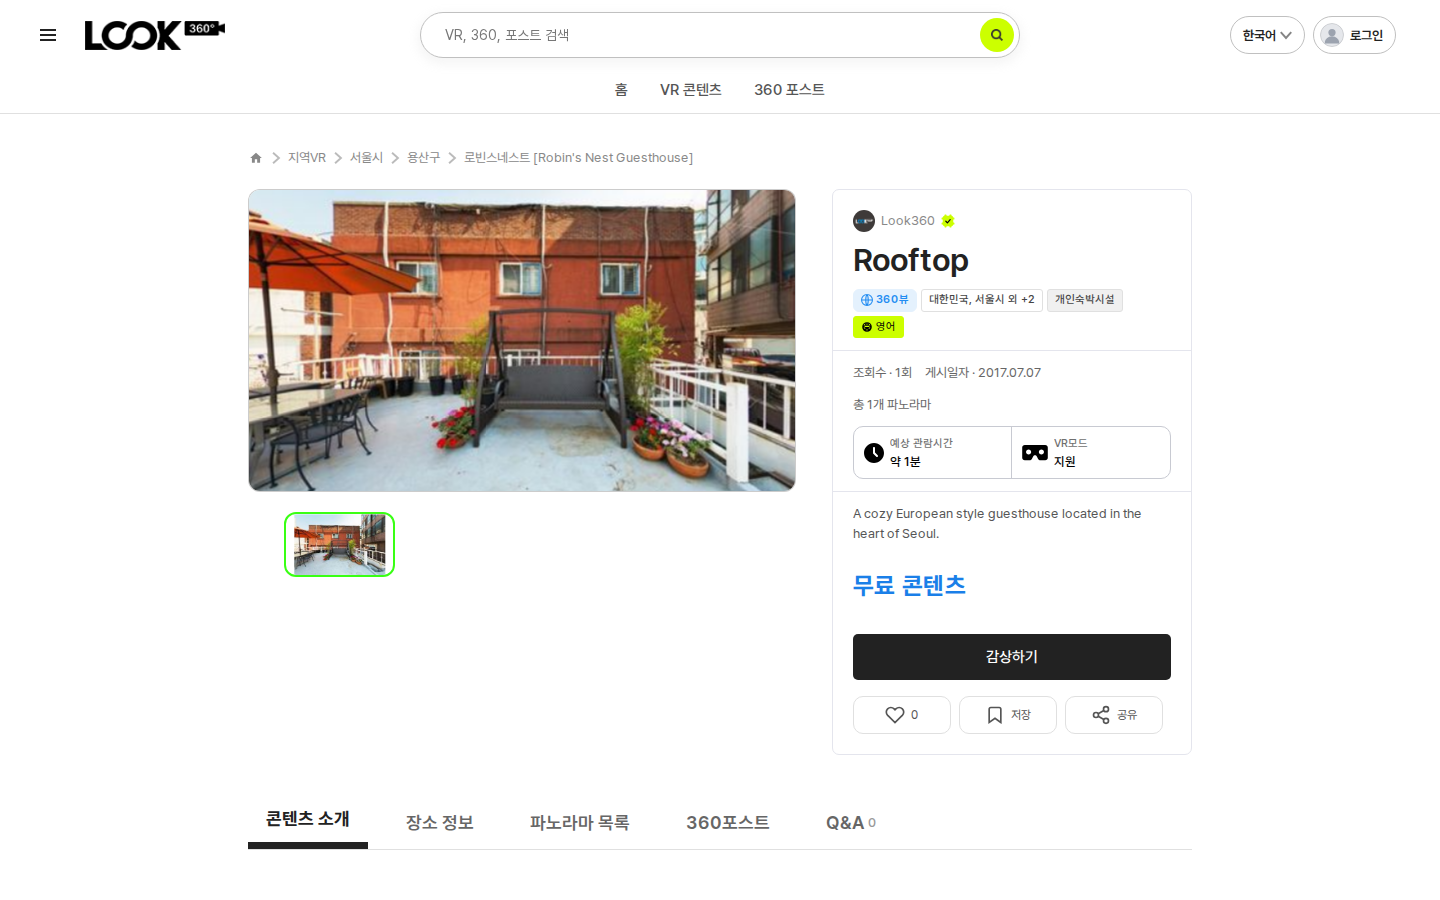 LOOK 360°
VR, 360, 포스트 검색
한국어
로그인
홈 VR 콘텐츠 360 포스트
지역VR 서울시 용산구 로빈스네스트 [Robin's Nest Guesthouse]
Look360
Rooftop
360뷰 대한민국, 서울시 외 +2 개인숙박시설
영어
조회수 · 1회 게시일자 · 2017.07.07
총 1개 파노라마
예상 관람시간
약 1분
VR모드
지원
A cozy European style guesthouse located in the
heart of Seoul.
무료 콘텐츠
감상하기
0 저장 공유
콘텐츠 소개 장소 정보 파노라마 목록 360포스트 Q&A 0